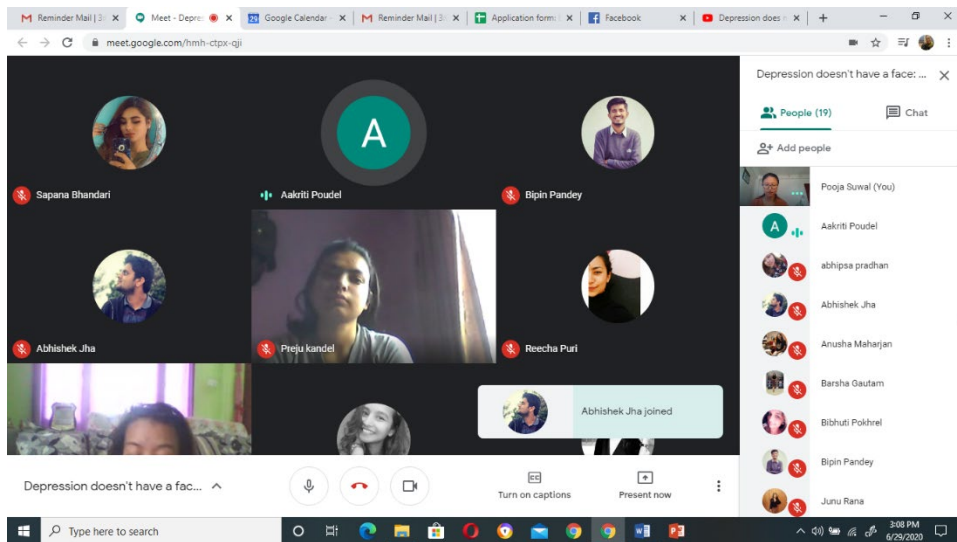 Reminder Mail | 3
Meet - Depres
Google Calendar -
Reminder Mail | 3
Application form:
Facebook
Depression does n
meet.google.com/hmh-ctpx-qji
Sapana Bhandari
A
Aakriti Poudel
Bipin Pandey
Abhishek Jha
Preju kandel
Reecha Puri
Abhishek Jha joined
Depression doesn't have a fac...
CC
Turn on captions
Present now
Depression doesn't have a face: ...
People (19)
Chat
Add people
Pooja Suwal (You)
A
Aakriti Poudel
abhipsa pradhan
Abhishek Jha
Anusha Maharjan
Barsha Gautam
Bibhuti Pokhrel
Bipin Pandey
Junu Rana
Type here to search
3:08 PM
6/29/2020